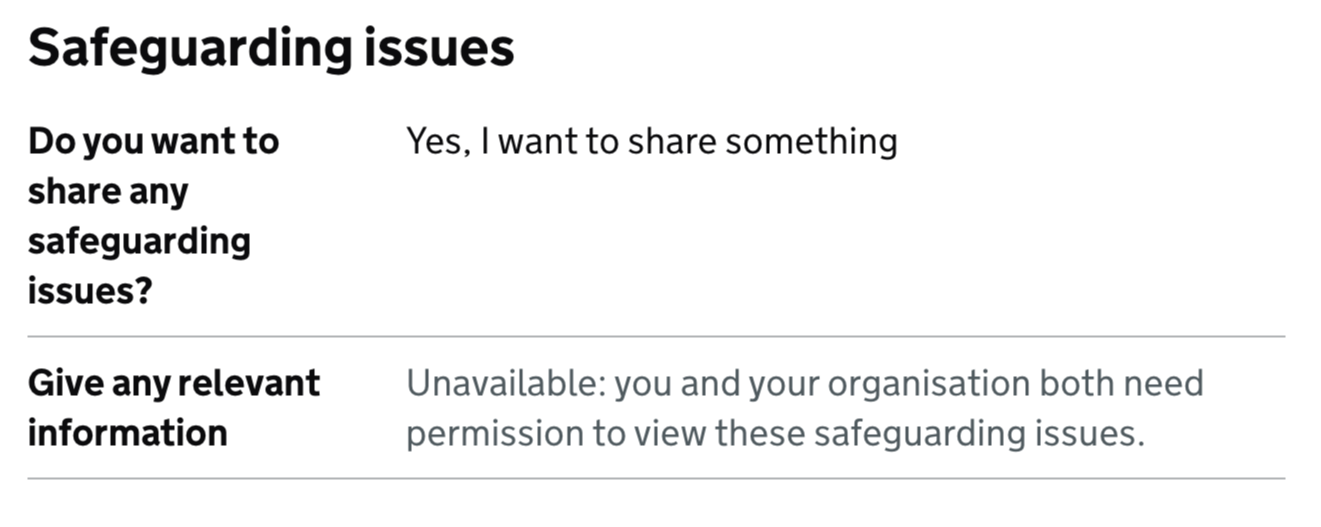 Safeguarding issues
Do you want to
share any
safeguarding
issues?
Yes, I want to share something
Give any relevant
information
Unavailable: you and your organisation both need
permission to view these safeguarding issues.